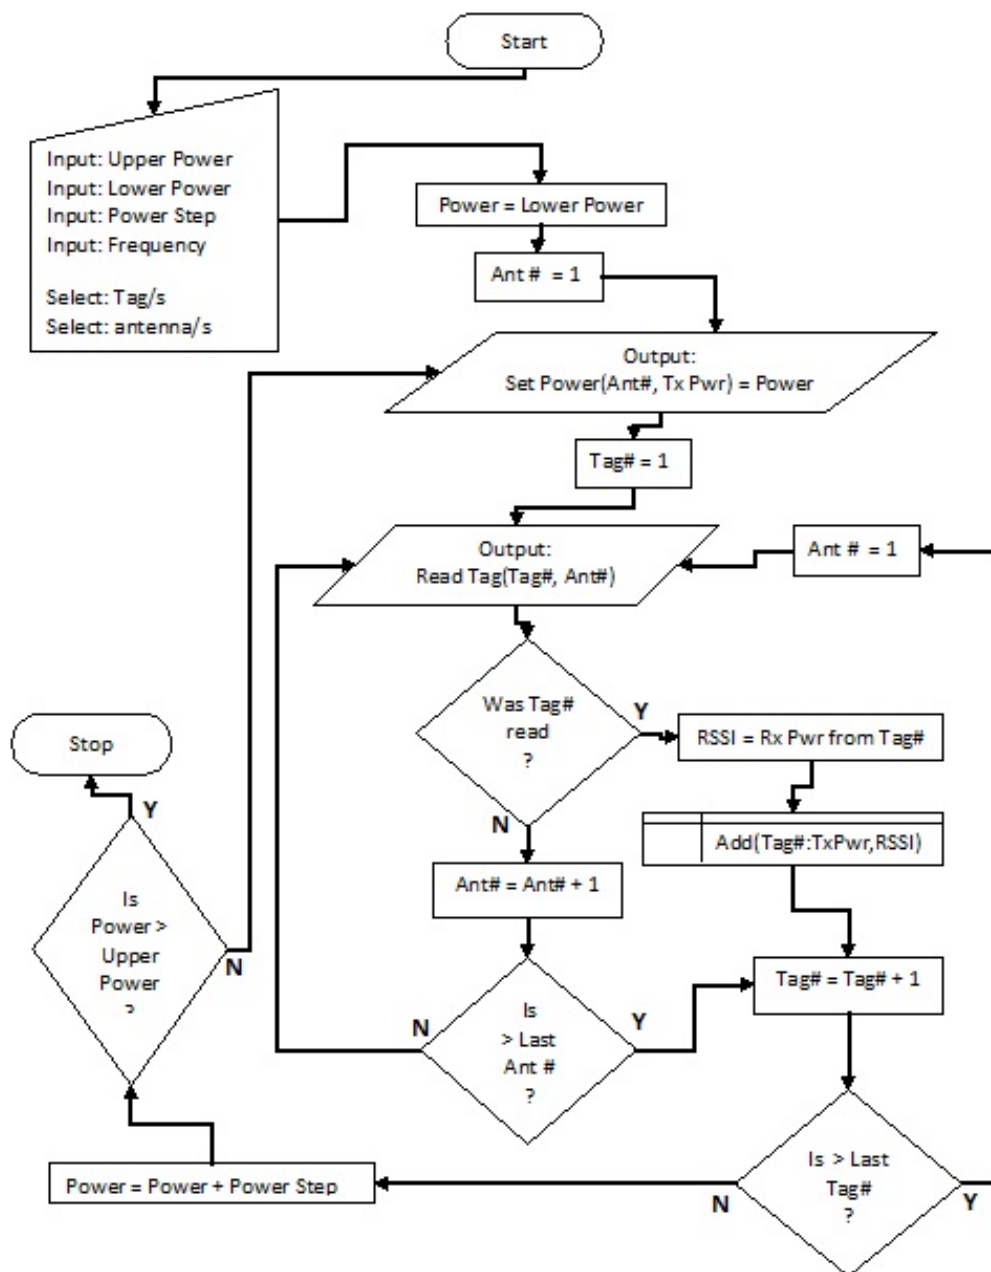 Start
Input: Upper Power
Input: Lower Power
Input: Power Step
Input: Frequency
Select: Tag/s
Select: antenna/s
Power = Lower Power
Ant # = 1
Output:
Set Power(Ant#, Tx Pwr) = Power
Tag# = 1
Output:
Read Tag(Tag#, Ant#)
Ant # = 1
Was Tag#
read
?
Y
N
RSSI = Rx Pwr from Tag#
Add(Tag#:TxPwr,RSSI)
Ant# = Ant# + 1
Is
> Last
Ant #
?
N
Y
Tag# = Tag# + 1
Is > Last
Tag#
?
N
Y
Power = Power + Power Step
Is
Power >
Upper
Power
?
Y
N
Stop